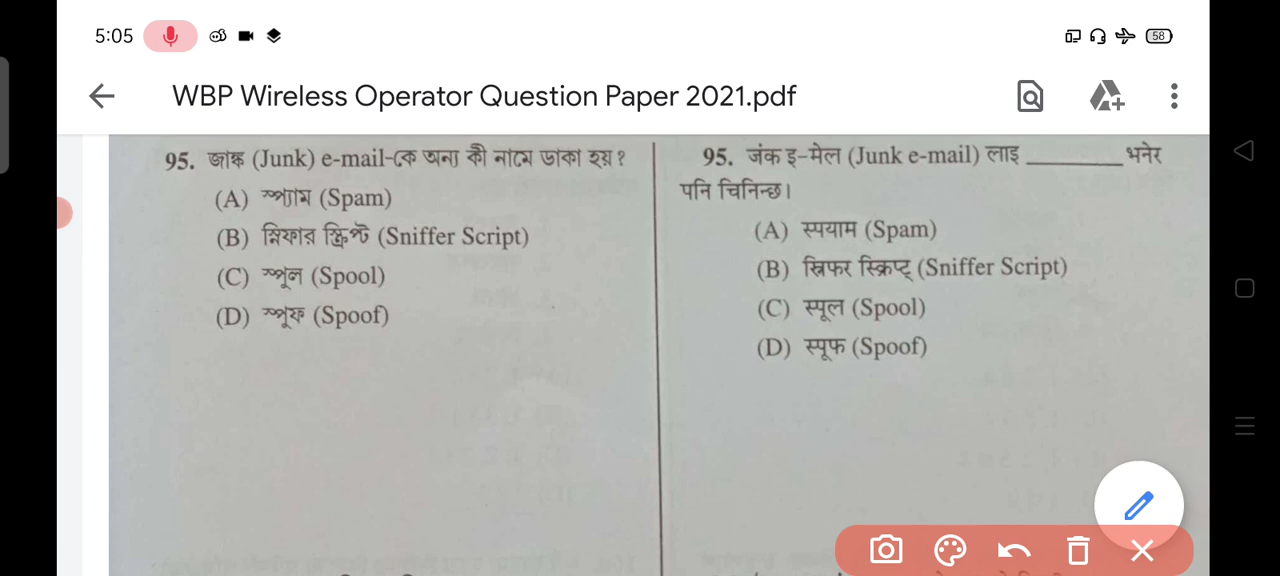 5:05
58
WBP Wireless Operator Question Paper 2021.pdf
95. জাঙ্ক (Junk) e-mail-কে অন্য কী নামে ডাকা হয়?
(A) স্প্যাম (Spam)
(B) স্নিফার স্ক্রিপ্ট (Sniffer Script)
(C) স্পুল (Spool)
(D) স্পুফ (Spoof)
95. जंक इ-मेल (Junk e-mail) लाइ ________ भनेर
पनि चिनिन्छ।
(A) स्पयाम (Spam)
(B) स्निफर स्क्रिप्ट् (Sniffer Script)
(C) स्पूल (Spool)
(D) स्पूफ (Spoof)